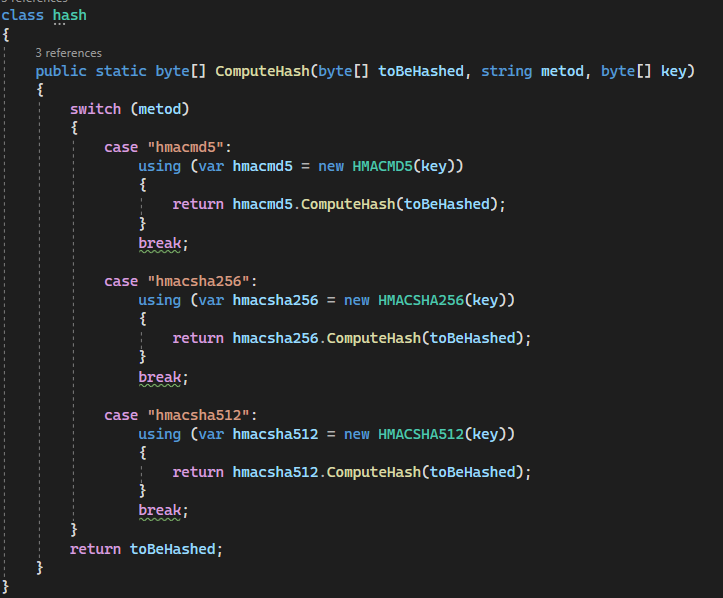 3 references
class hash
{
3 references
public static byte[] ComputeHash(byte[] toBeHashed, string metod, byte[] key)
{
switch (metod)
{
case "hmacmd5":
using (var hmacmd5 = new HMACMD5(key))
{
return hmacmd5.ComputeHash(toBeHashed);
}
break;
case "hmacsha256":
using (var hmacsha256 = new HMACSHA256(key))
{
return hmacsha256.ComputeHash(toBeHashed);
}
break;
case "hmacsha512":
using (var hmacsha512 = new HMACSHA512(key))
{
return hmacsha512.ComputeHash(toBeHashed);
}
break;
}
return toBeHashed;
}
}